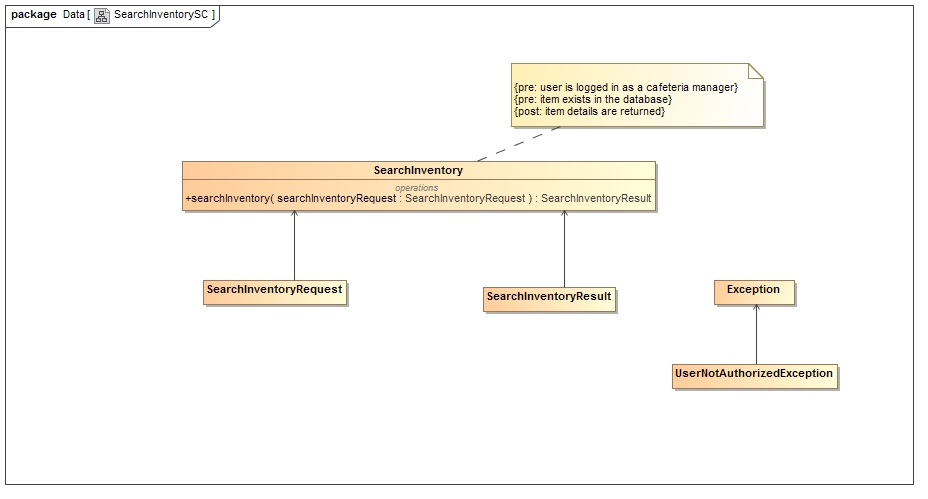 package Data [ SearchInventorySC ]
{pre: user is logged in as a cafeteria manager}
{pre: item exists in the database}
{post: item details are returned}
SearchInventory
operations
+searchInventory( searchInventoryRequest : SearchInventoryRequest ) : SearchInventoryResult
SearchInventoryRequest
SearchInventoryResult
Exception
UserNotAuthorizedException